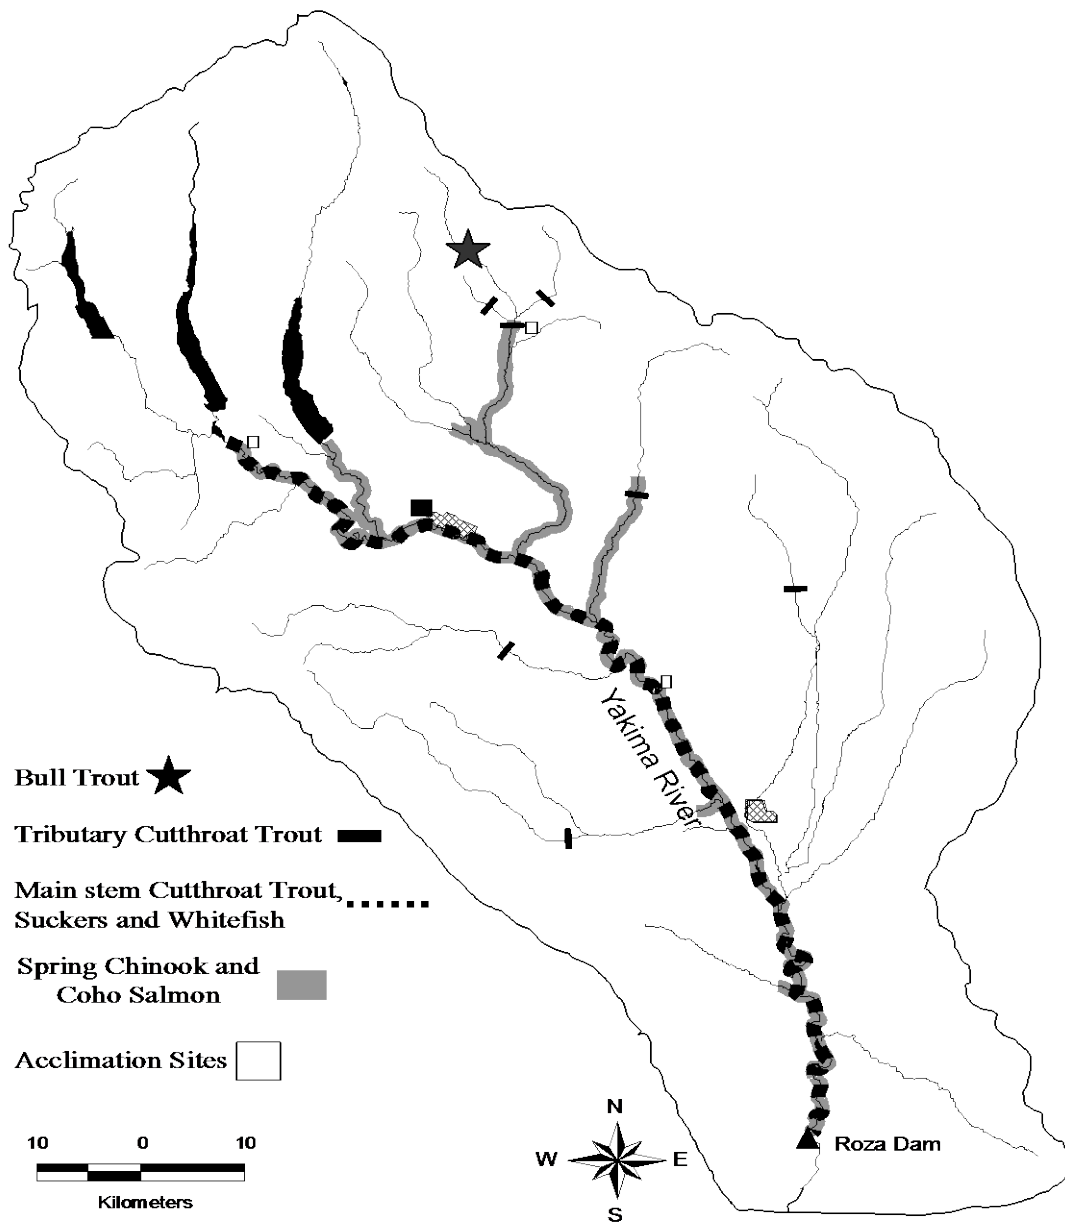 Yakima River
Bull Trout
Tributary Cutthroat Trout
Main stem Cutthroat Trout,
Suckers and Whitefish
Spring Chinook and
Coho Salmon
Acclimation Sites
10 0 10
Kilometers
N
W E
S
Roza Dam